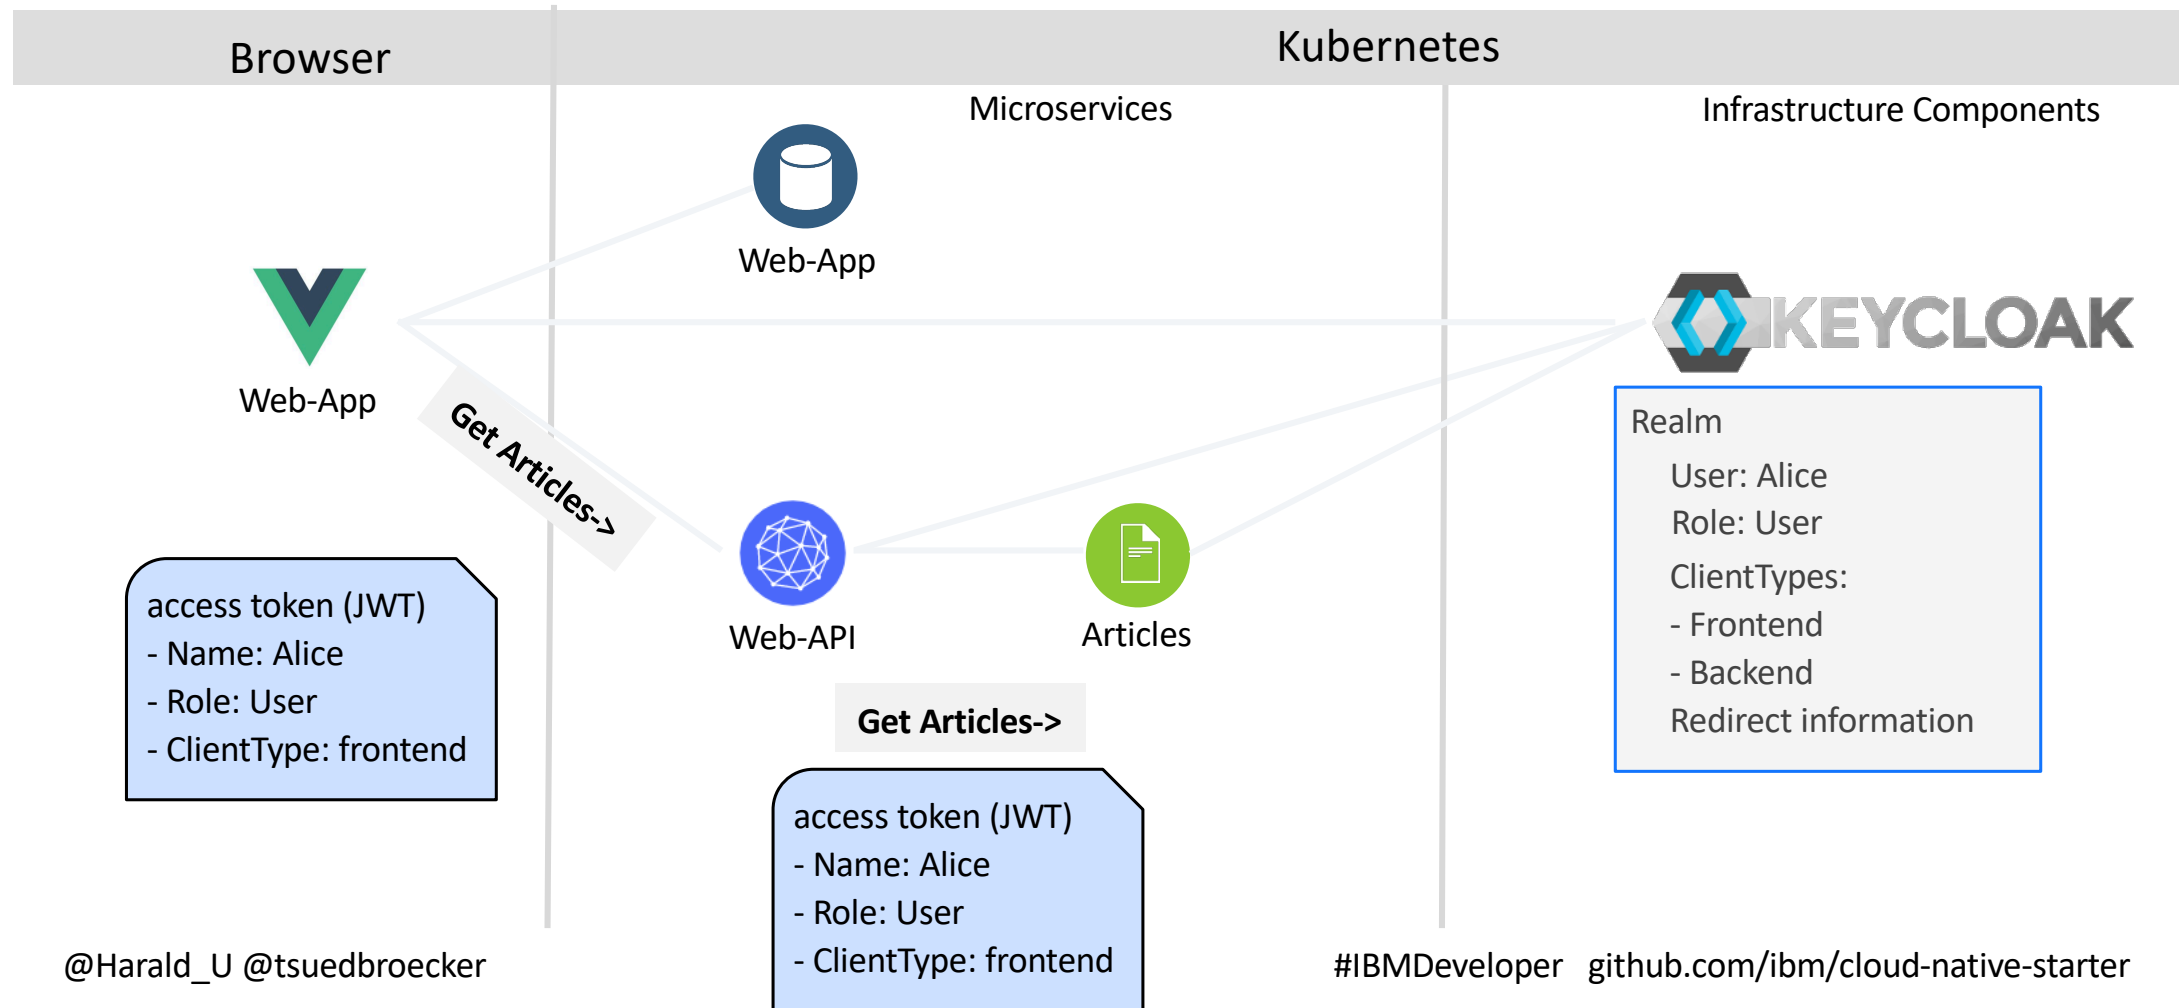 Browser
Kubernetes
Microservices
Infrastructure Components
Web-App
KEYCLOAK
Web-App
Get Articles->
Realm
User: Alice
Role: User
ClientTypes:
- Frontend
- Backend
Redirect information
Web-API
Articles
access token (JWT)
- Name: Alice
- Role: User
- ClientType: frontend
Get Articles->
access token (JWT)
- Name: Alice
- Role: User
- ClientType: frontend
@Harald_U @tsuedbroecker
#IBMDeveloper github.com/ibm/cloud-native-starter